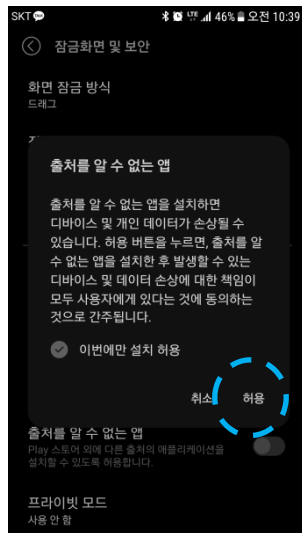 SKT LTE 46% 오전 10:39
잠금화면 및 보안
화면 잠금 방식
드래그
출처를 알 수 없는 앱
출처를 알 수 없는 앱을 설치하면
디바이스 및 개인 데이터가 손상될 수
있습니다. 허용 버튼을 누르면, 출처를 알
수 없는 앱을 설치한 후 발생할 수 있는
디바이스 및 데이터 손상에 대한 책임이
모두 사용자에게 있다는 것에 동의하는
것으로 간주됩니다.
이번에만 설치 허용
취소 허용
출처를 알 수 없는 앱
Play 스토어 외에 다른 출처의 애플리케이션을
설치할 수 있도록 허용합니다.
프라이빗 모드
사용 안 함